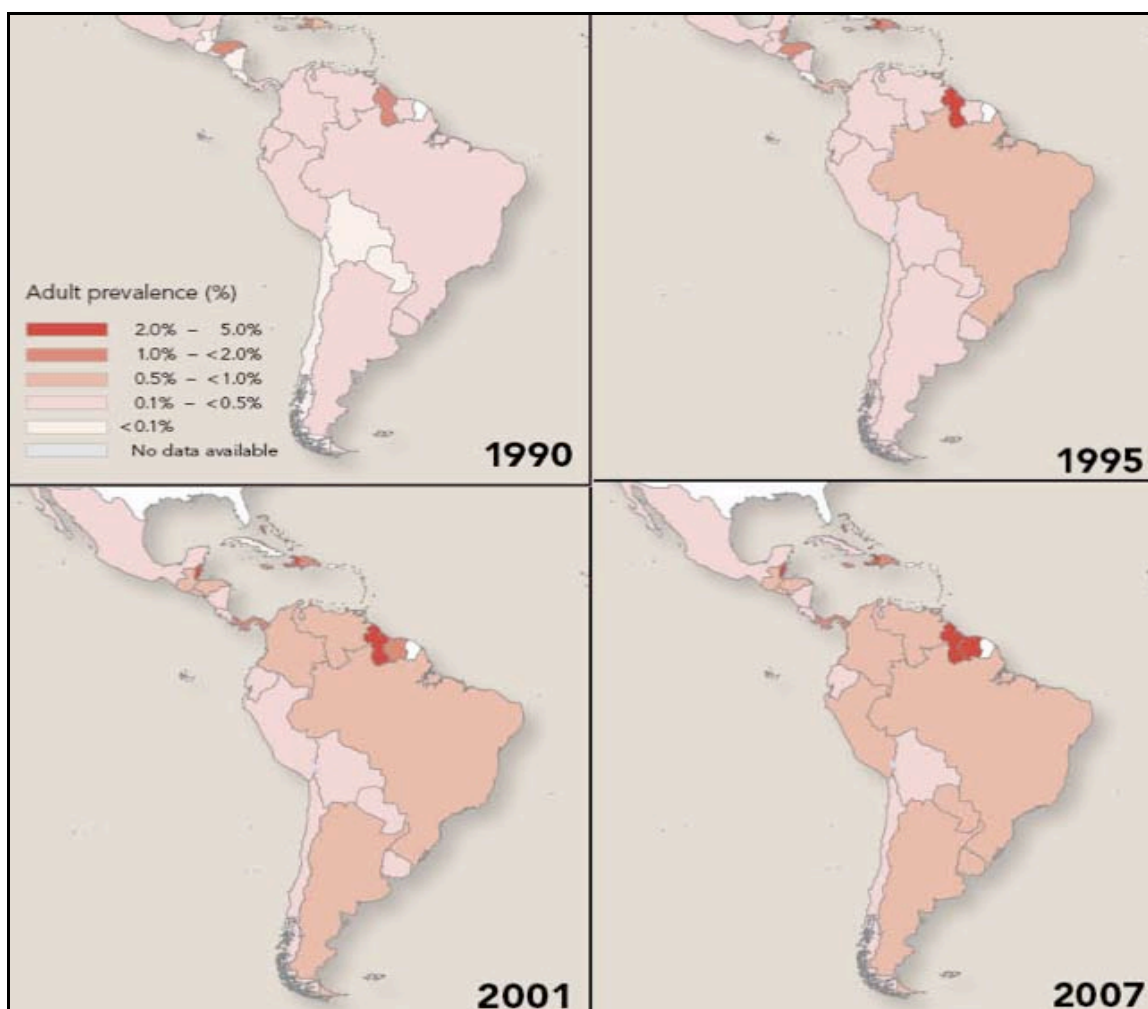 Adult prevalence (%)
2.0% – 5.0%
1.0% – <2.0%
0.5% – <1.0%
0.1% – <0.5%
<0.1%
No data available
1990
1995
2001
2007